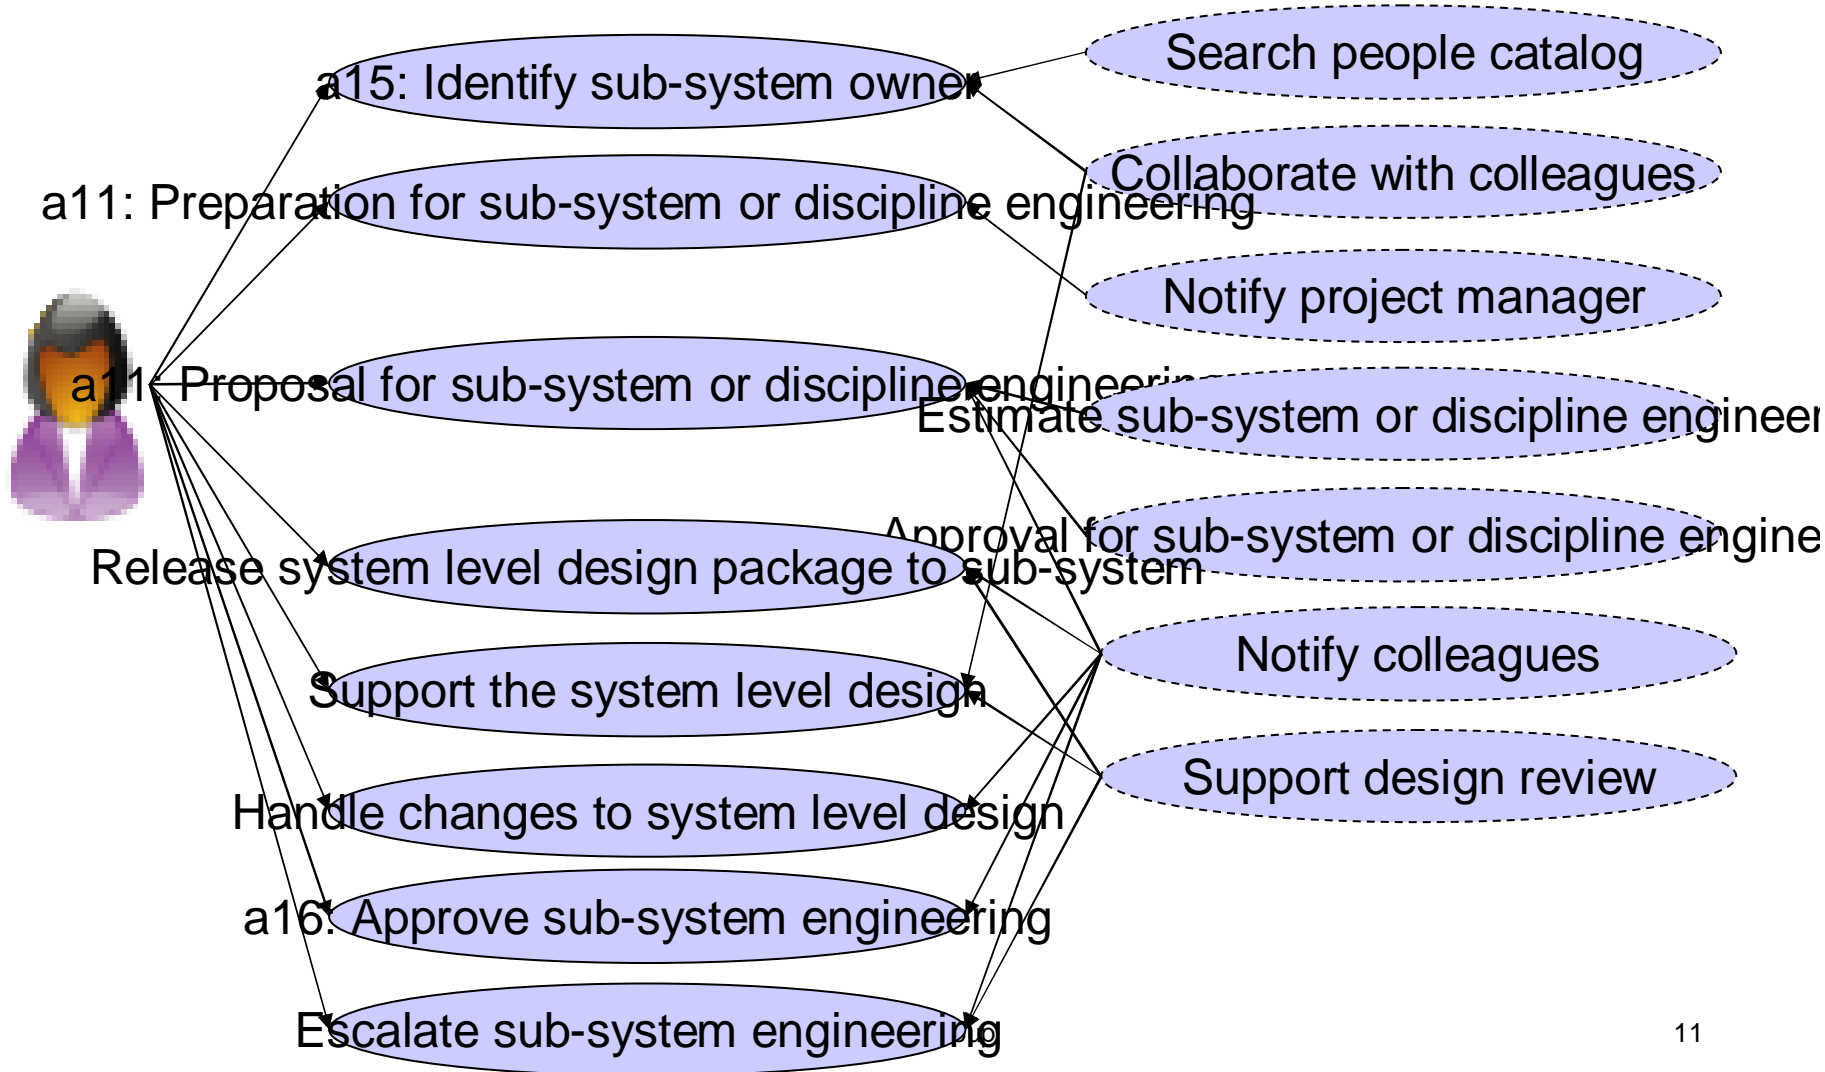 a15: Identify sub-system owner
a11: Preparation for sub-system or discipline engineering
a11: Proposal for sub-system or discipline engineering
Release system level design package to sub-system
Support the system level design
Handle changes to system level design
a16: Approve sub-system engineering
Escalate sub-system engineering
Search people catalog
Collaborate with colleagues
Notify project manager
Estimate sub-system or discipline engineer
Approval for sub-system or discipline engine
Notify colleagues
Support design review
11